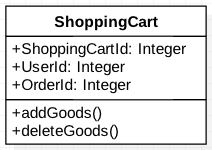 ShoppingCart
+ShoppingCartId: Integer
+UserId: Integer
+OrderId: Integer
+addGoods()
+deleteGoods()